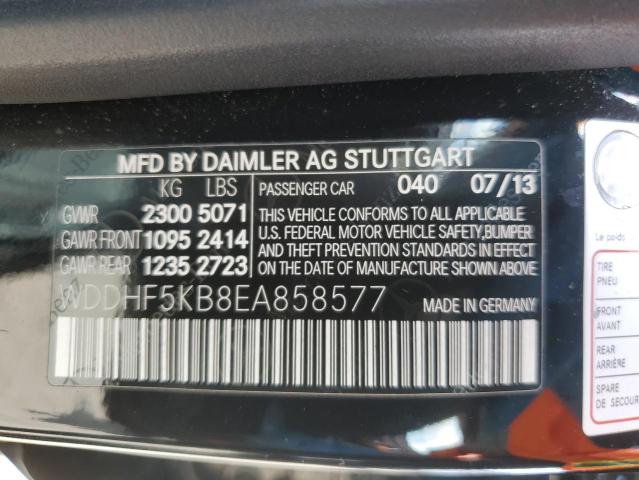 MFD BY DAIMLER AG STUTTGART
KG LBS
GVWR 2300 5071
GAWR FRONT 1095 2414
GAWR REAR 1235 2723
PASSENGER CAR 040 07/13
THIS VEHICLE CONFORMS TO ALL APPLICABLE
U.S. FEDERAL MOTOR VEHICLE SAFETY,BUMPER
AND THEFT PREVENTION STANDARDS IN EFFECT
ON THE DATE OF MANUFACTURE SHOWN ABOVE.
WDDHF5KB8EA858577
MADE IN GERMANY
Le poids
TIRE
PNEU
FRONT
AVANT
REAR
ARRIÈRE
SPARE
DE SECOUR